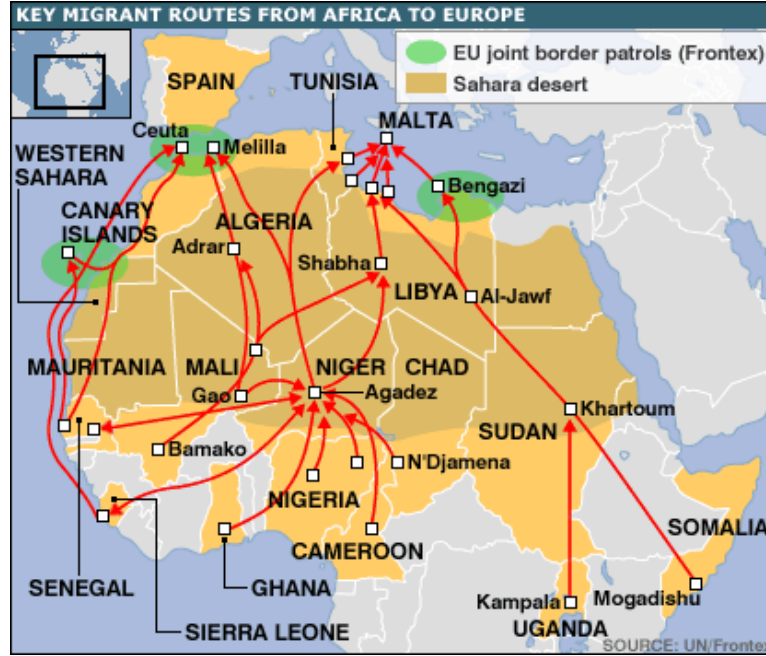 KEY MIGRANT ROUTES FROM AFRICA TO EUROPE
EU joint border patrols (Frontex)
Sahara desert
SPAIN
TUNISIA
MALTA
Ceuta
Melilla
WESTERN
SAHARA
Bengazi
CANARY
ISLANDS
ALGERIA
Adrar
Shabha
LIBYA
Al-Jawf
MAURITANIA
MALI
NIGER
CHAD
Gao
Agadez
Khartoum
SUDAN
Bamako
N'Djamena
NIGERIA
SOMALIA
CAMEROON
SENEGAL
GHANA
Kampala
Mogadishu
UGANDA
SIERRA LEONE
SOURCE: UN/Frontex